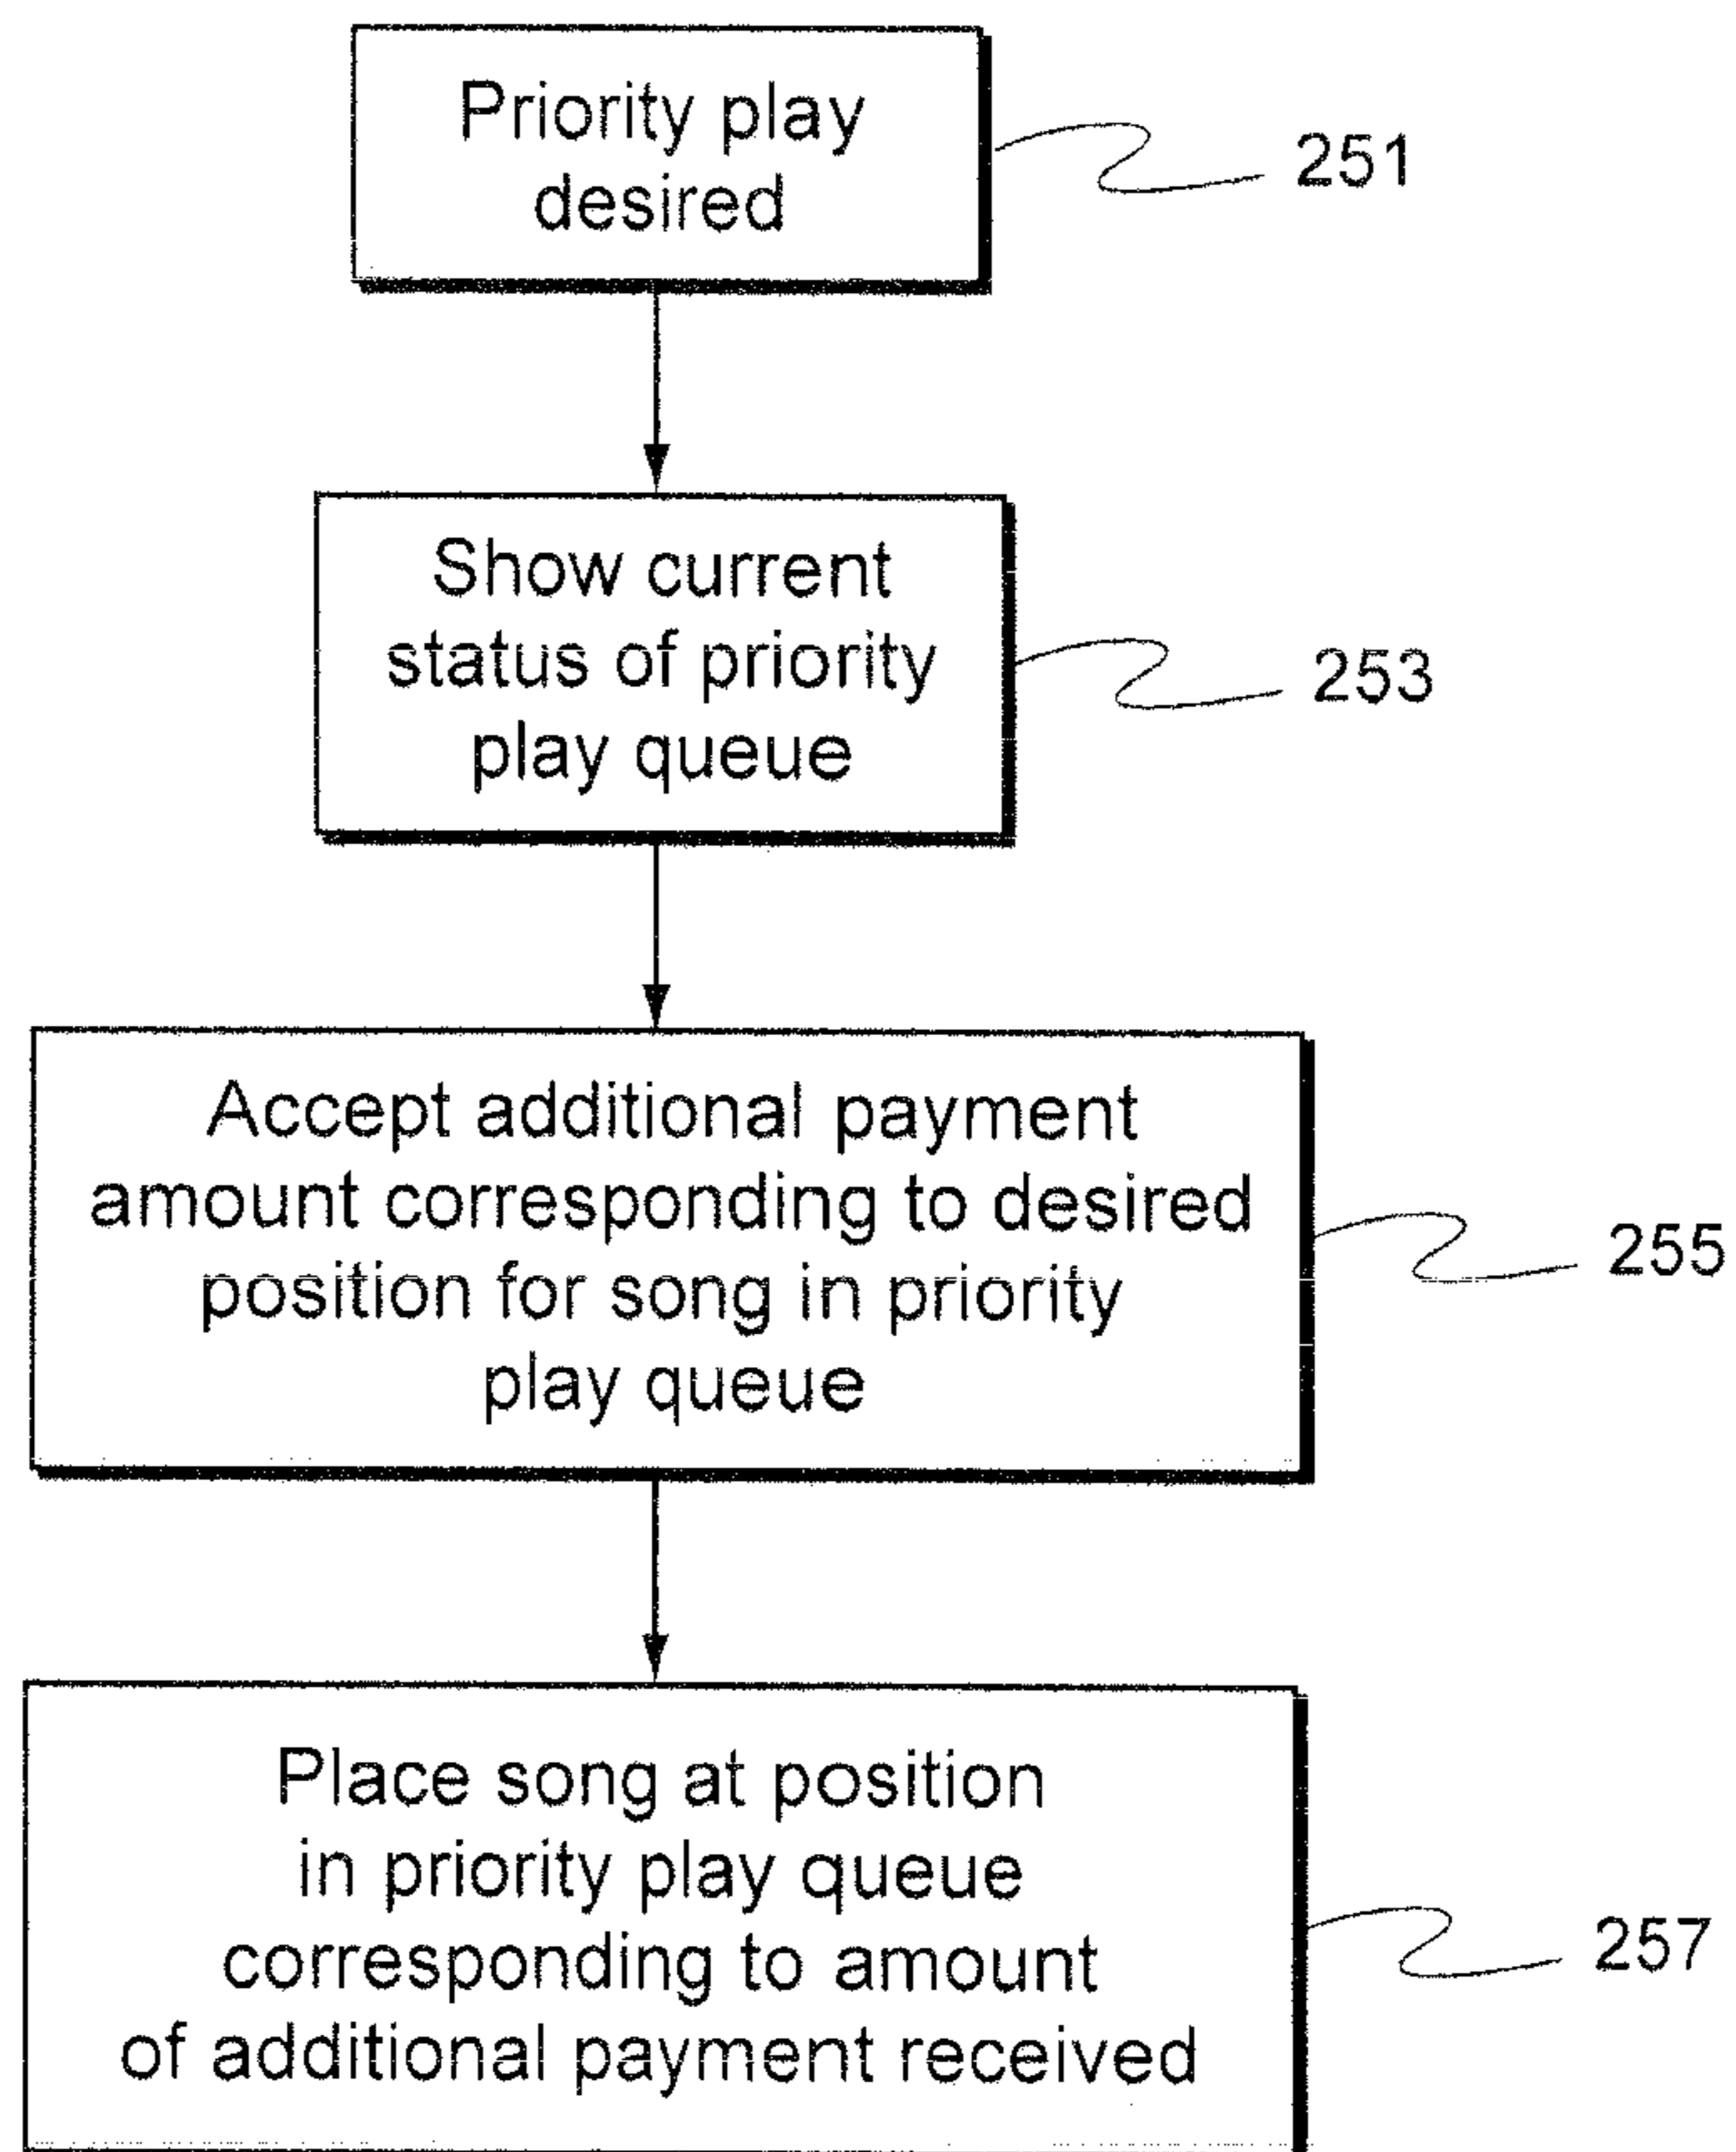 Priority play
desired
251
Show current
status of priority
play queue
253
Accept additional payment
amount corresponding to desired
position for song in priority
play queue
255
Place song at position
in priority play queue
corresponding to amount
of additional payment received
257